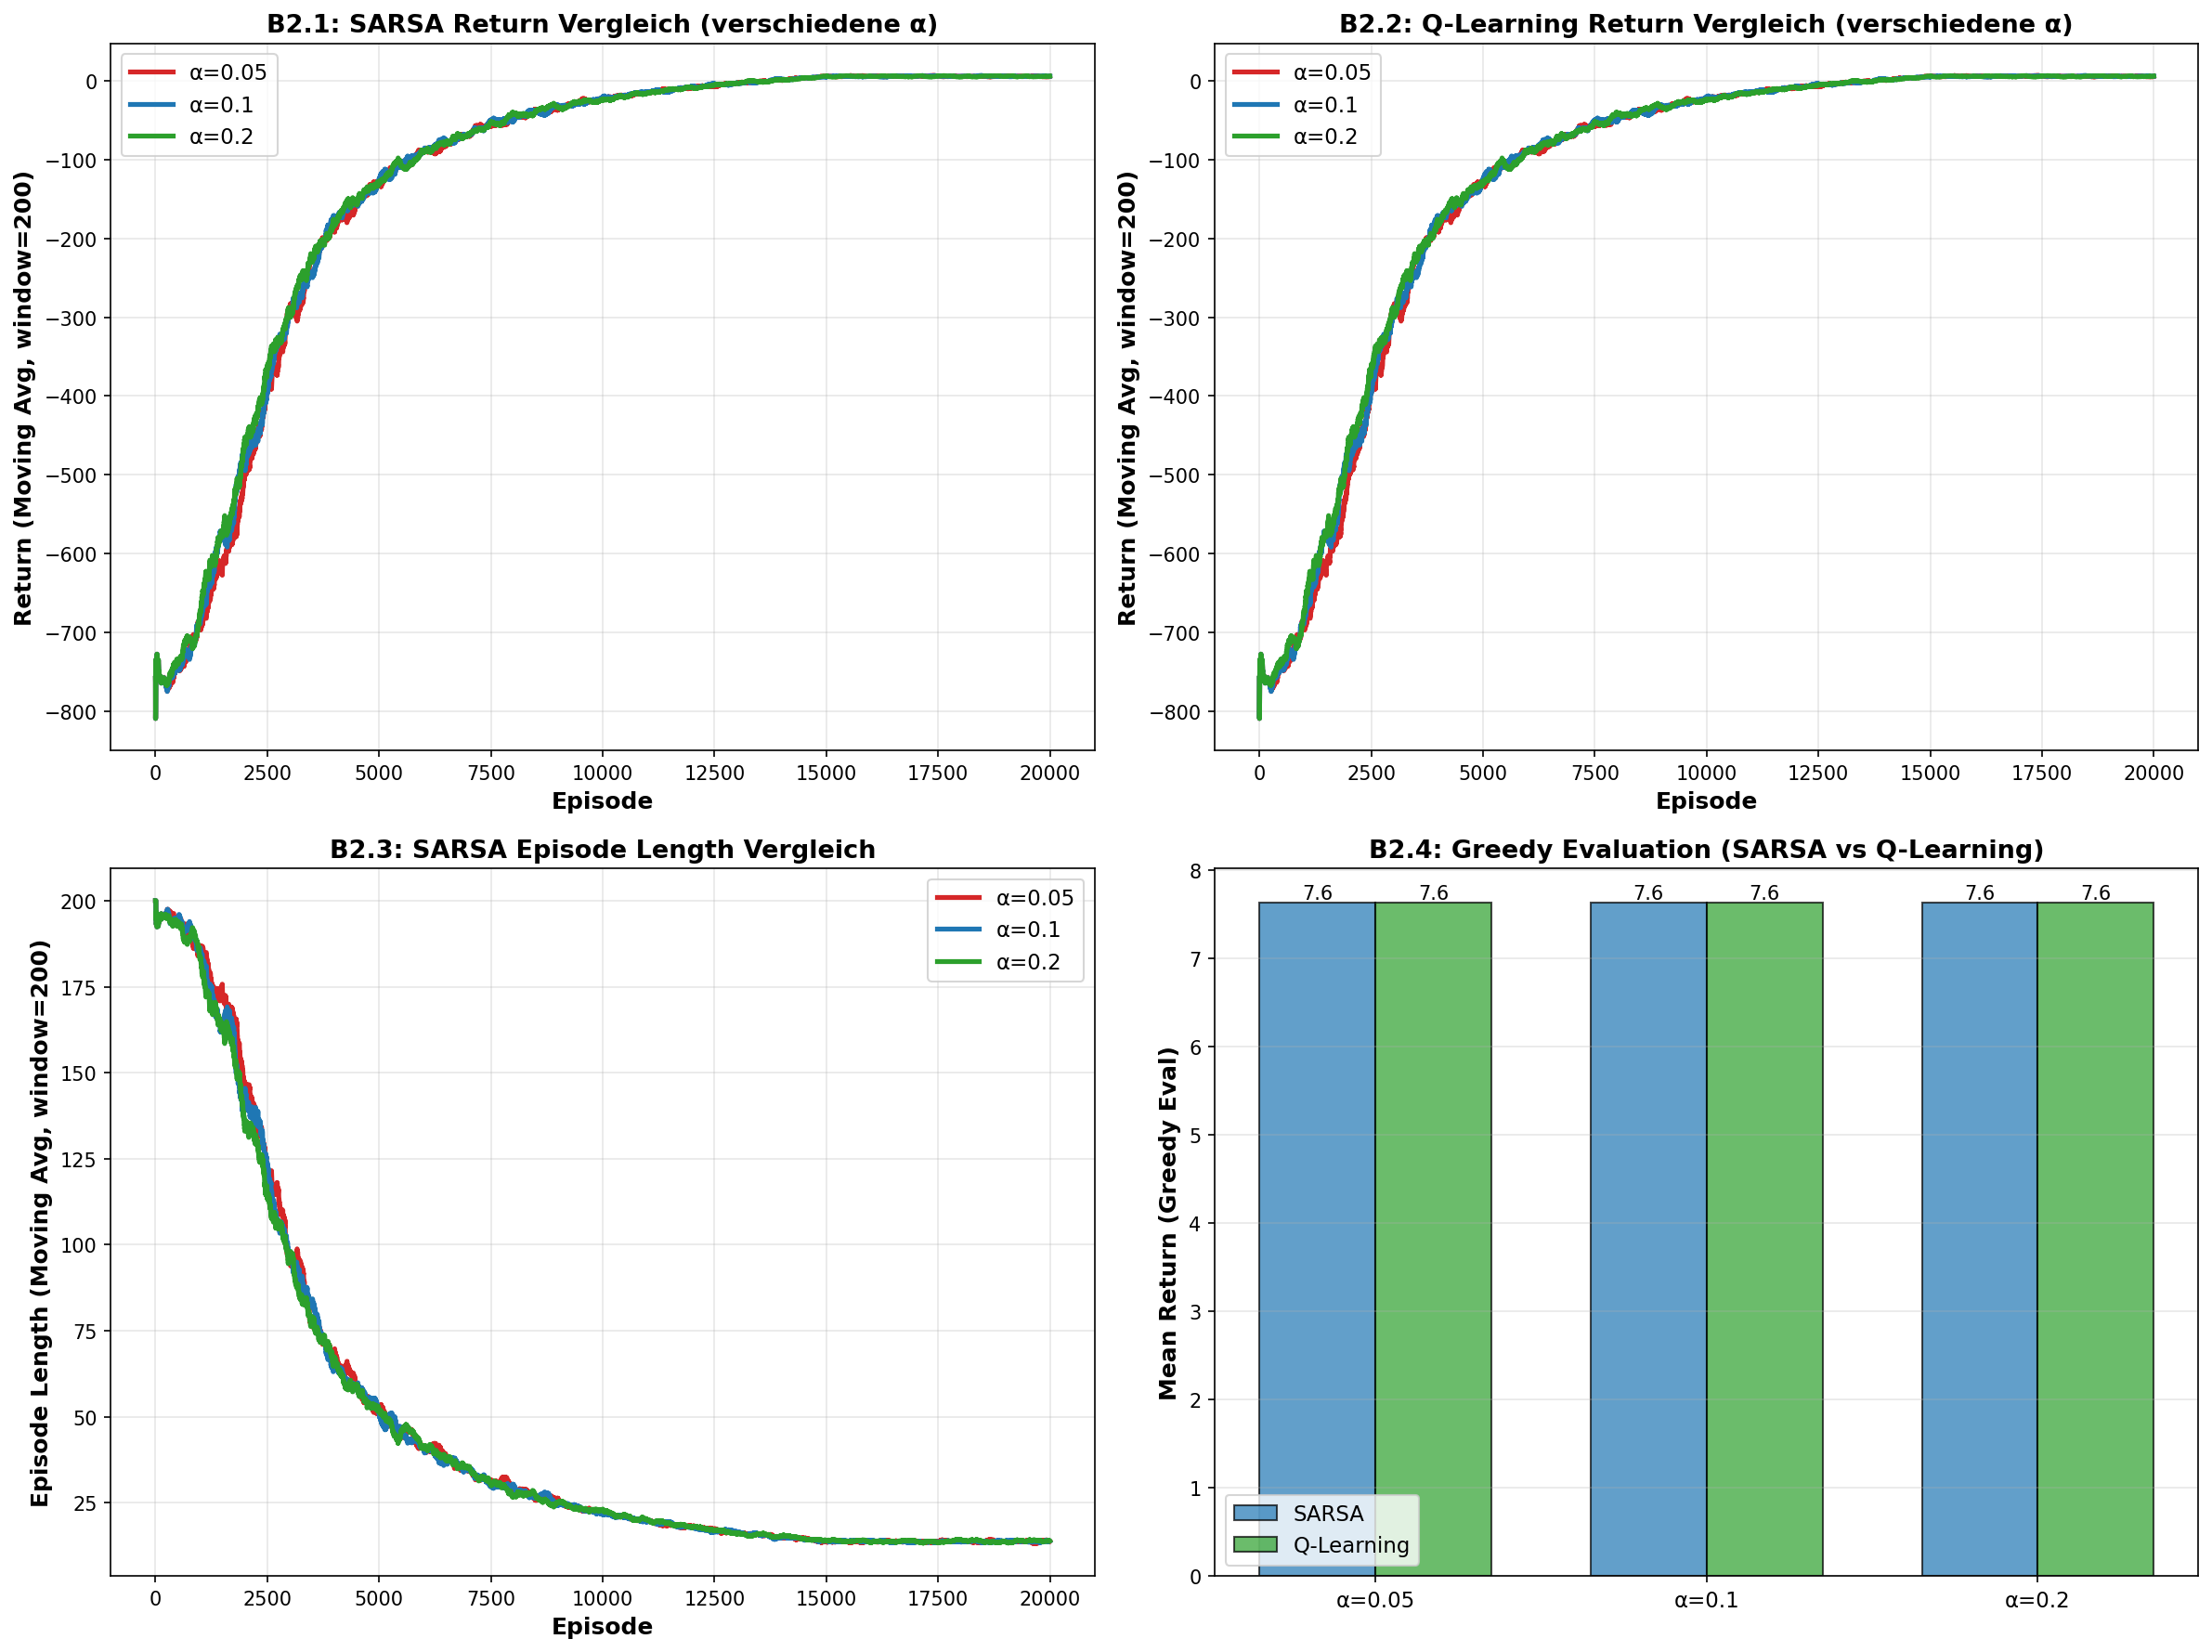 B2.1: SARSA Return Vergleich (verschiedene α)
α=0.05
α=0.1
α=0.2
0
−100
−200
−300
−400
−500
−600
−700
−800
Return (Moving Avg, window=200)
0 2500 5000 7500 10000 12500 15000 17500 20000
Episode
B2.2: Q-Learning Return Vergleich (verschiedene α)
α=0.05
α=0.1
α=0.2
0
−100
−200
−300
−400
−500
−600
−700
−800
Return (Moving Avg, window=200)
0 2500 5000 7500 10000 12500 15000 17500 20000
Episode
B2.3: SARSA Episode Length Vergleich
α=0.05
α=0.1
α=0.2
200
175
150
125
100
75
50
25
Episode Length (Moving Avg, window=200)
0 2500 5000 7500 10000 12500 15000 17500 20000
Episode
B2.4: Greedy Evaluation (SARSA vs Q-Learning)
7.6 7.6 7.6 7.6 7.6 7.6
8
7
6
5
4
3
2
1
0
Mean Return (Greedy Eval)
SARSA
Q-Learning
α=0.05 α=0.1 α=0.2